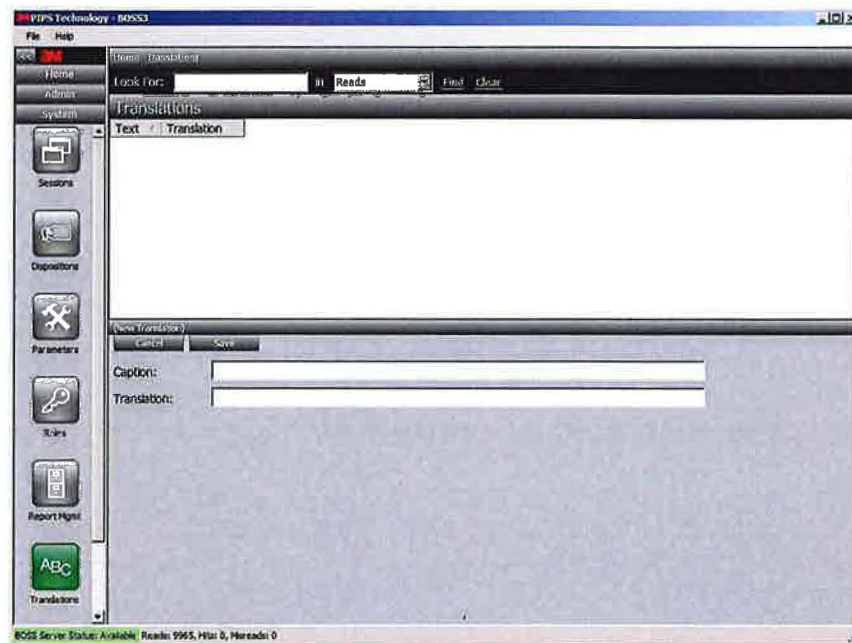 3M PIPS Technology - BOSS3
File Help
<< 3M
Home
Admin
System
Sessions
Dispositions
Parameters
Roles
Report Mgmt
ABC
Translations
Home Translations
Look For: in Reads Find Clear
Translations
Text Translation
(New Translation)
Cancel Save
Caption:
Translation:
BOSS Server Status: Available Reads: 9965, Hits: 0, Misreads: 0